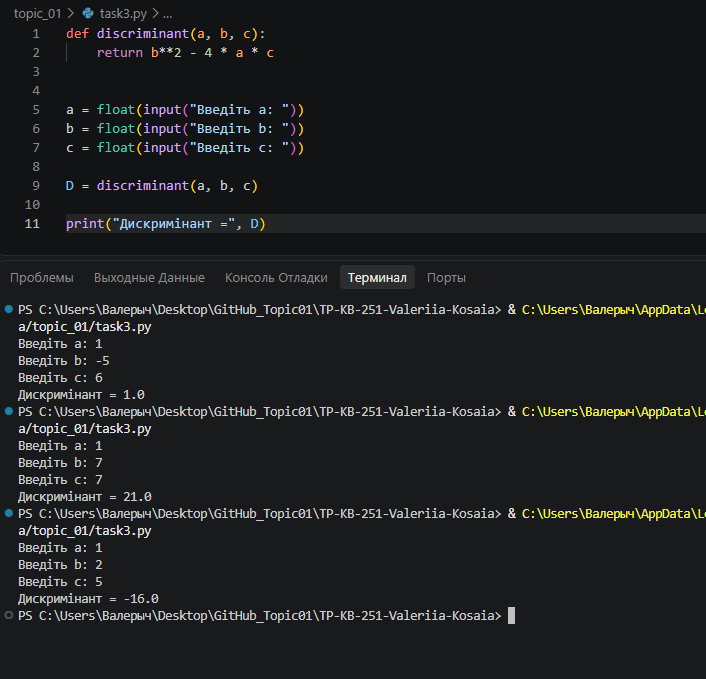 topic_01 > task3.py > ...
1 def discriminant(a, b, c):
2     return b**2 - 4 * a * c
3
4
5 a = float(input("Введіть a: "))
6 b = float(input("Введіть b: "))
7 c = float(input("Введіть c: "))
8
9 D = discriminant(a, b, c)
10
11 print("Дискримінант =", D)
Проблемы Выходные Данные Консоль Отладки Терминал Порты
PS C:\Users\Валерыч\Desktop\GitHub_Topic01\TP-KB-251-Valeriia-Kosaia> & C:\Users\Валерыч\AppData\L
a/topic_01/task3.py
Введіть a: 1
Введіть b: -5
Введіть c: 6
Дискримінант = 1.0
PS C:\Users\Валерыч\Desktop\GitHub_Topic01\TP-KB-251-Valeriia-Kosaia> & C:\Users\Валерыч\AppData\L
a/topic_01/task3.py
Введіть a: 1
Введіть b: 7
Введіть c: 7
Дискримінант = 21.0
PS C:\Users\Валерыч\Desktop\GitHub_Topic01\TP-KB-251-Valeriia-Kosaia> & C:\Users\Валерыч\AppData\L
a/topic_01/task3.py
Введіть a: 1
Введіть b: 2
Введіть c: 5
Дискримінант = -16.0
PS C:\Users\Валерыч\Desktop\GitHub_Topic01\TP-KB-251-Valeriia-Kosaia>